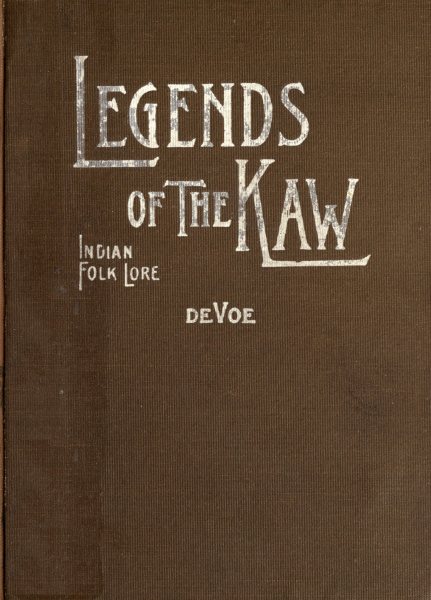 LEGENDS
OF THE KAW
INDIAN
FOLK LORE
DEVOE